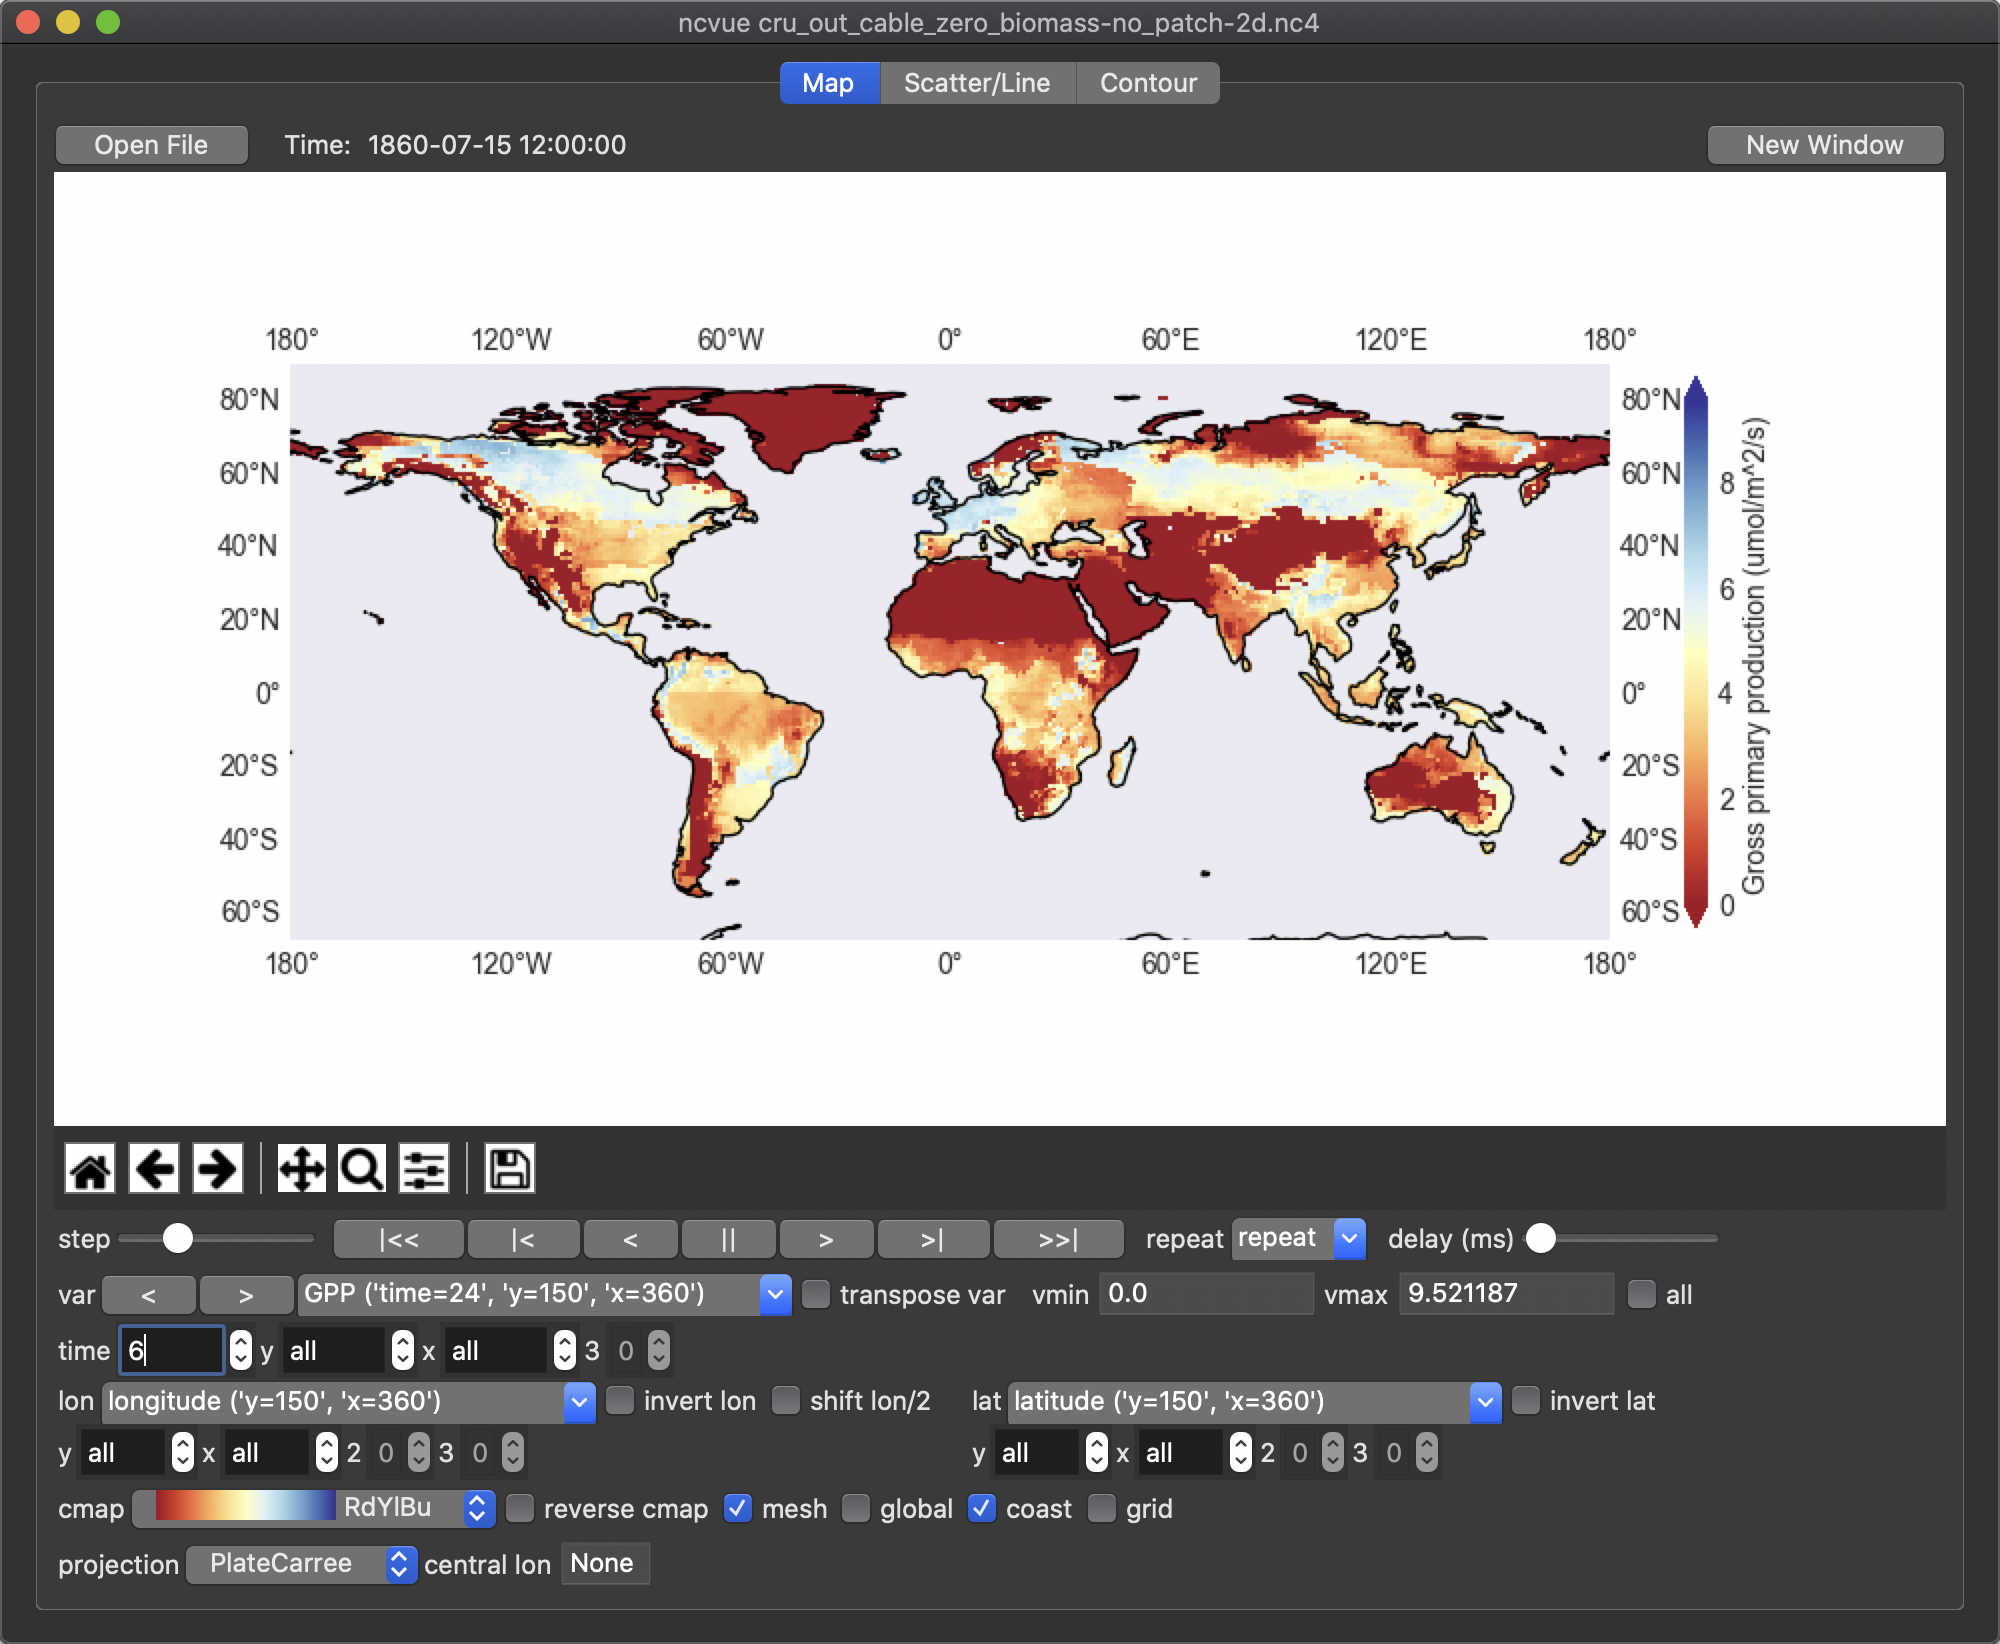 ncvue cru_out_cable_zero_biomass-no_patch-2d.nc4
Map Scatter/Line Contour
Open File Time: 1860-07-15 12:00:00 New Window
180° 120°W 60°W 0° 60°E 120°E 180°
80°N 80°N
60°N 60°N
40°N 40°N
20°N 20°N
0° 0°
20°S 20°S
40°S 40°S
60°S 60°S
180° 120°W 60°W 0° 60°E 120°E 180°
8
6
4
2
0
Gross primary production (umol/m^2/s)
step |<< |< < || > >| >>| repeat repeat delay (ms)
var < > GPP ('time=24', 'y=150', 'x=360') transpose var vmin 0.0 vmax 9.521187 all
time 6 y all x all 3 0
lon longitude ('y=150', 'x=360') invert lon shift lon/2 lat latitude ('y=150', 'x=360') invert lat
y all x all 2 0 3 0 y all x all 2 0 3 0
cmap RdYlBu reverse cmap mesh global coast grid
projection PlateCarree central lon None